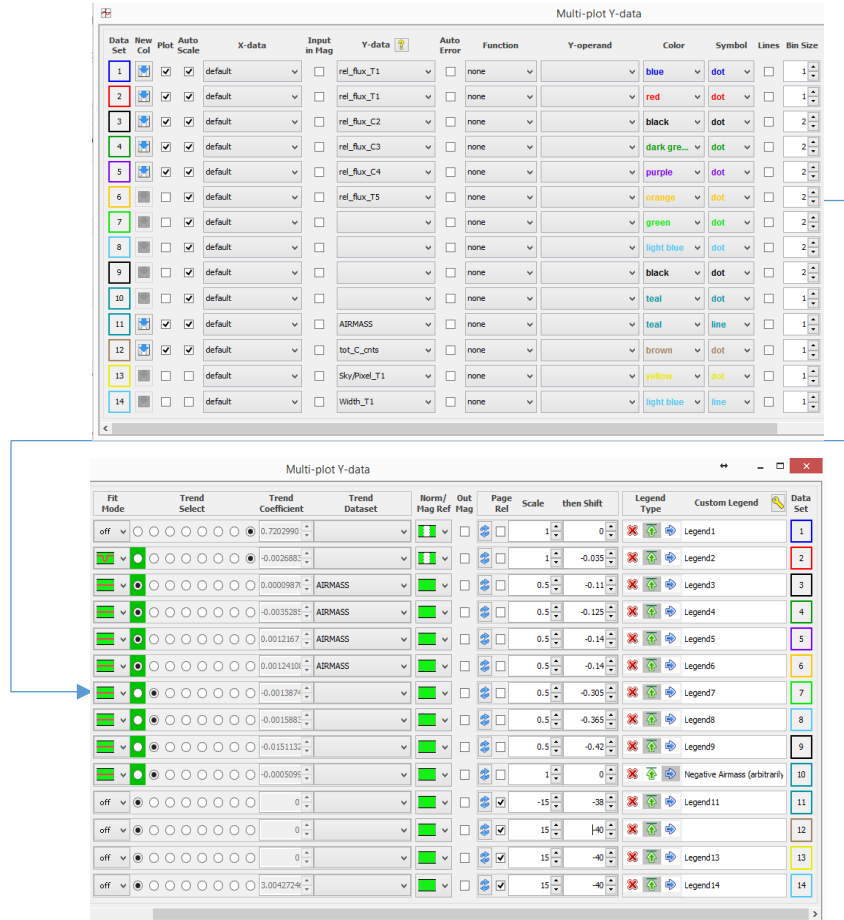 Multi-plot Y-data
Data Set New Col Plot Auto Scale X-data Input in Mag Y-data Auto Error Function Y-operand Color Symbol Lines Bin Size
1 default rel_flux_T1 none blue dot 1
2 default rel_flux_T1 none red dot 1
3 default rel_flux_C2 none black dot 2
4 default rel_flux_C3 none dark gre... dot 2
5 default rel_flux_C4 none purple dot 2
6 default rel_flux_T5 none orange dot 2
7 default none green dot 2
8 default none light blue dot 2
9 default none black dot 2
10 default none teal dot 1
11 default AIRMASS none teal line 1
12 default tot_C_cnts none brown dot 1
13 default Sky/Pixel_T1 none yellow dot 1
14 default Width_T1 none light blue line 1
Multi-plot Y-data
Fit Mode Trend Select Trend Coefficient Trend Dataset Norm/ Mag Ref Out Mag Page Rel Scale then Shift Legend Type Custom Legend Data Set
off 0.7202990 1 0 Legend1 1
-0.0026883 1 -0.035 Legend2 2
0.00009870 AIRMASS 0.5 -0.11 Legend3 3
-0.0035285 AIRMASS 0.5 -0.125 Legend4 4
0.0012167 AIRMASS 0.5 -0.14 Legend5 5
0.00124108 AIRMASS 0.5 -0.14 Legend6 6
-0.0013874 0.5 -0.305 Legend7 7
-0.0015883 0.5 -0.365 Legend8 8
-0.0151132 0.5 -0.42 Legend9 9
-0.0005099 1 0 Negative Airmass (arbitrarily 10
off 0 -15 -38 Legend11 11
off 0 15 -40 12
off 0 15 -40 Legend13 13
off 3.0042724 15 -40 Legend14 14